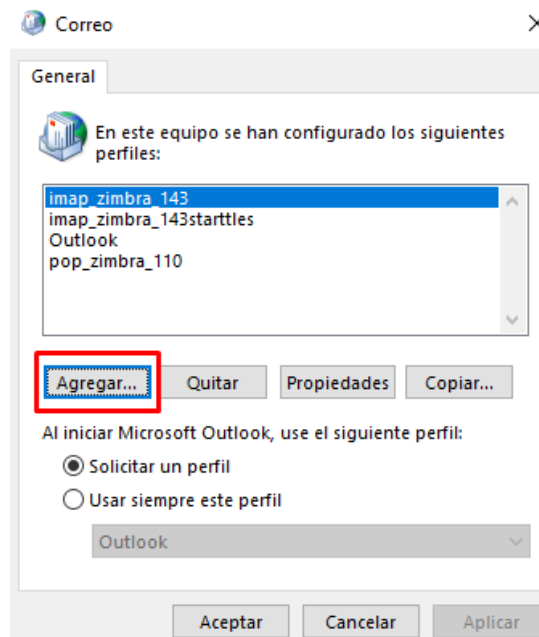 Correo
General
En este equipo se han configurado los siguientes
perfiles:
imap_zimbra_143
imap_zimbra_143starttles
Outlook
pop_zimbra_110
Agregar... Quitar Propiedades Copiar...
Al iniciar Microsoft Outlook, use el siguiente perfil:
Solicitar un perfil
Usar siempre este perfil
Outlook
Aceptar Cancelar Aplicar